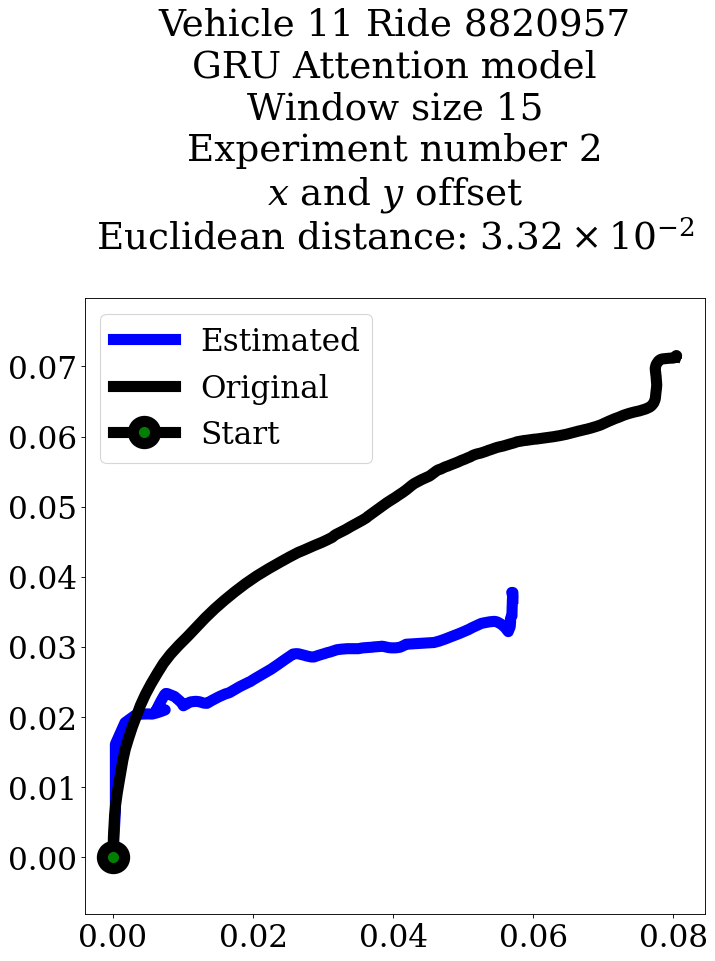 Vehicle 11 Ride 8820957
GRU Attention model
Window size 15
Experiment number 2
x and y offset
Euclidean distance: 3.32 × 10⁻²
Estimated
Original
Start
0.07
0.06
0.05
0.04
0.03
0.02
0.01
0.00
0.00 0.02 0.04 0.06 0.08